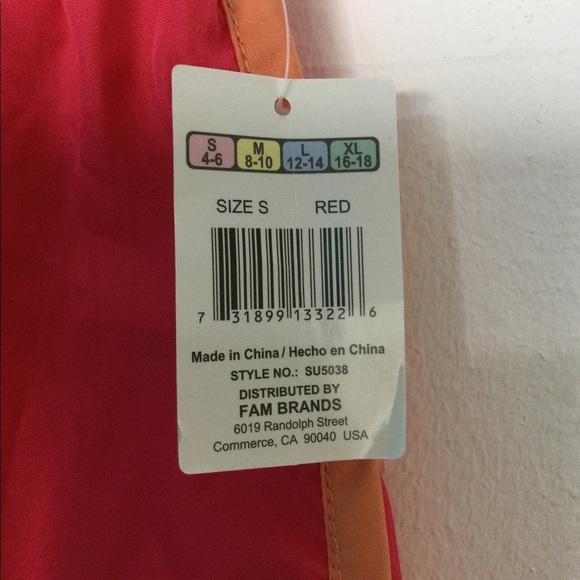 S M L XL
4-6 8-10 12-14 16-18
SIZE S RED
7 31899 13322 6
Made in China / Hecho en China
STYLE NO.: SU5038
DISTRIBUTED BY
FAM BRANDS
6019 Randolph Street
Commerce, CA 90040 USA